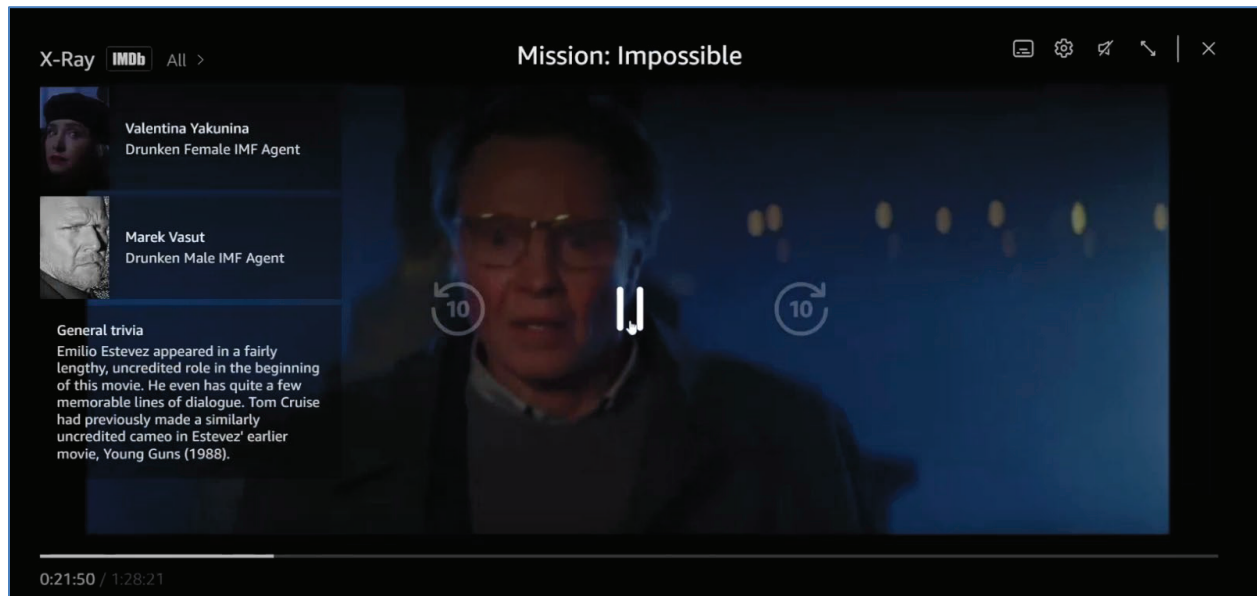 X-Ray IMDb All >
Mission: Impossible
Valentina Yakunina
Drunken Female IMF Agent
Marek Vasut
Drunken Male IMF Agent
General trivia
Emilio Estevez appeared in a fairly
lengthy, uncredited role in the beginning
of this movie. He even has quite a few
memorable lines of dialogue. Tom Cruise
had previously made a similarly
uncredited cameo in Estevez' earlier
movie, Young Guns (1988).
10
10
0:21:50 / 1:28:21